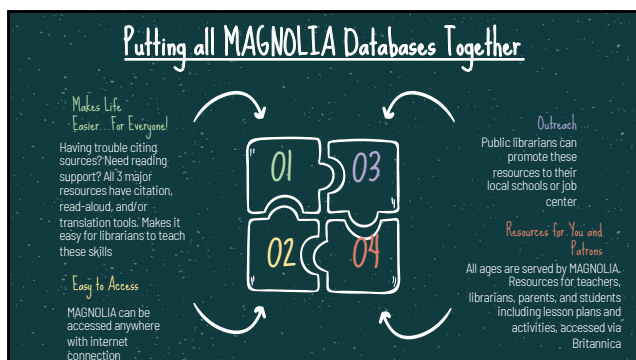 Putting all MAGNOLIA Databases Together
Makes Life
Easier...For Everyone!
Having trouble citing
sources? Need reading
support? All 3 major
resources have citation,
read-aloud, and/or
translation tools. Makes it
easy for librarians to teach
these skills
Easy to Access
MAGNOLIA can be
accessed anywhere
with internet
connection
01
03
02
04
Outreach
Public librarians can
promote these
resources to their
local schools or job
center
Resources for You and
Patrons
All ages are served by MAGNOLIA.
Resources for teachers,
librarians, parents, and students
including lesson plans and
activities, accessed via
Britannica